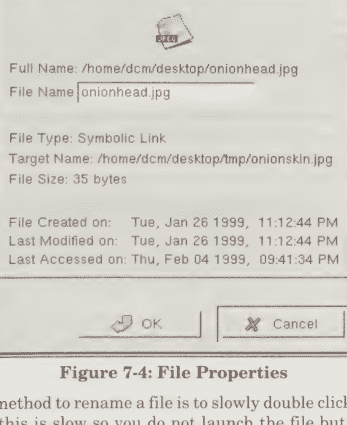 JPEG
Full Name: /home/dcm/desktop/onionhead.jpg
File Name onionhead.jpg
File Type: Symbolic Link
Target Name: /home/dcm/desktop/tmp/onionskin.jpg
File Size: 35 bytes
File Created on: Tue, Jan 26 1999, 11:12:44 PM
Last Modified on: Tue, Jan 26 1999, 11:12:44 PM
Last Accessed on: Thu, Feb 04 1999, 09:41:34 PM
OK Cancel
Figure 7-4: File Properties
method to rename a file is to slowly double clic
this is slow so you do not launch the file but